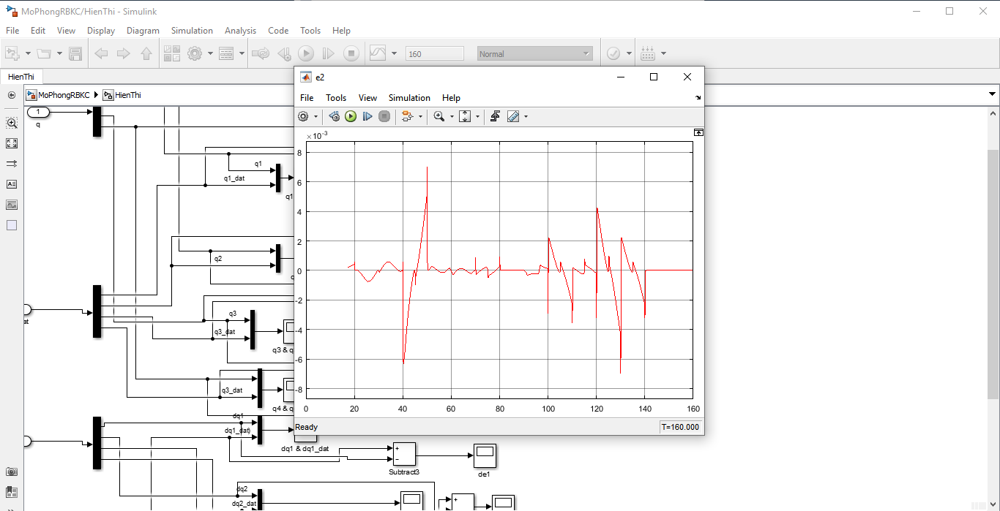 MoPhongRBKC/HienThi - Simulink
File Edit View Display Diagram Simulation Analysis Code Tools Help
160 Normal
HienThi
MoPhongRBKC HienThi
1
q
q1
q1_dat
q1
q2
q3
q3_dat
q3 & q
q3_dat
q4 & q
dq1
dq1_dat)
dq1 & dq1_dat
+
−
Subtract3
de1
dq2
dq2_dat
+
e2
File Tools View Simulation Help
×10⁻³
8
6
4
2
0
-2
-4
-6
-8
0 20 40 60 80 100 120 140 160
Ready T=160.000